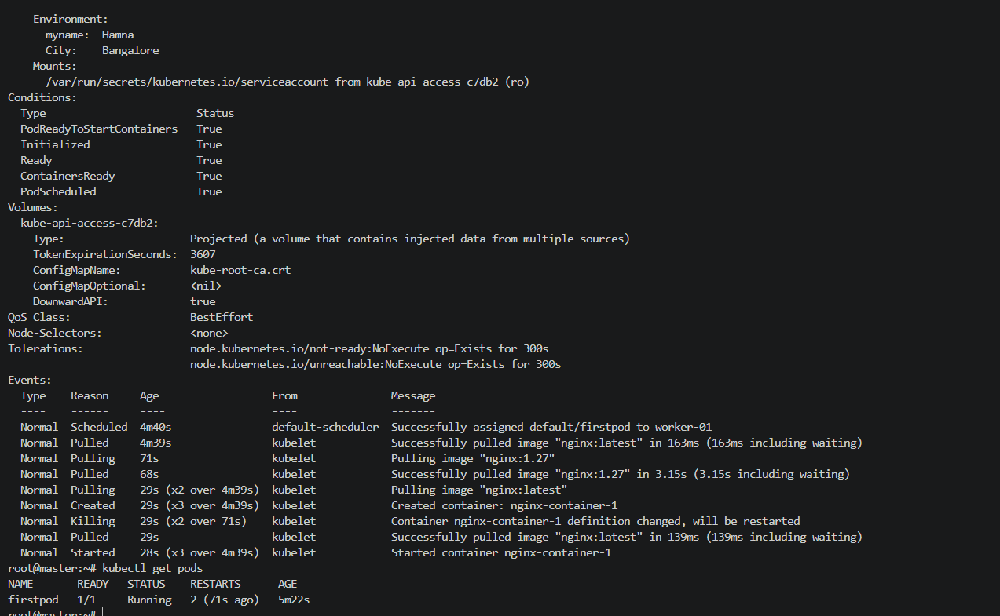 Environment:
myname: Hamna
City: Bangalore
Mounts:
/var/run/secrets/kubernetes.io/serviceaccount from kube-api-access-c7db2 (ro)
Conditions:
Type Status
PodReadyToStartContainers True
Initialized True
Ready True
ContainersReady True
PodScheduled True
Volumes:
kube-api-access-c7db2:
Type: Projected (a volume that contains injected data from multiple sources)
TokenExpirationSeconds: 3607
ConfigMapName: kube-root-ca.crt
ConfigMapOptional: <nil>
DownwardAPI: true
QoS Class: BestEffort
Node-Selectors: <none>
Tolerations: node.kubernetes.io/not-ready:NoExecute op=Exists for 300s
node.kubernetes.io/unreachable:NoExecute op=Exists for 300s
Events:
Type Reason Age From Message
---- ------ ---- ---- -------
Normal Scheduled 4m40s default-scheduler Successfully assigned default/firstpod to worker-01
Normal Pulled 4m39s kubelet Successfully pulled image "nginx:latest" in 163ms (163ms including waiting)
Normal Pulling 71s kubelet Pulling image "nginx:1.27"
Normal Pulled 68s kubelet Successfully pulled image "nginx:1.27" in 3.15s (3.15s including waiting)
Normal Pulling 29s (x2 over 4m39s) kubelet Pulling image "nginx:latest"
Normal Created 29s (x3 over 4m39s) kubelet Created container: nginx-container-1
Normal Killing 29s (x2 over 71s) kubelet Container nginx-container-1 definition changed, will be restarted
Normal Pulled 29s kubelet Successfully pulled image "nginx:latest" in 139ms (139ms including waiting)
Normal Started 28s (x3 over 4m39s) kubelet Started container nginx-container-1
root@master:~# kubectl get pods
NAME READY STATUS RESTARTS AGE
firstpod 1/1 Running 2 (71s ago) 5m22s
root@master:~#